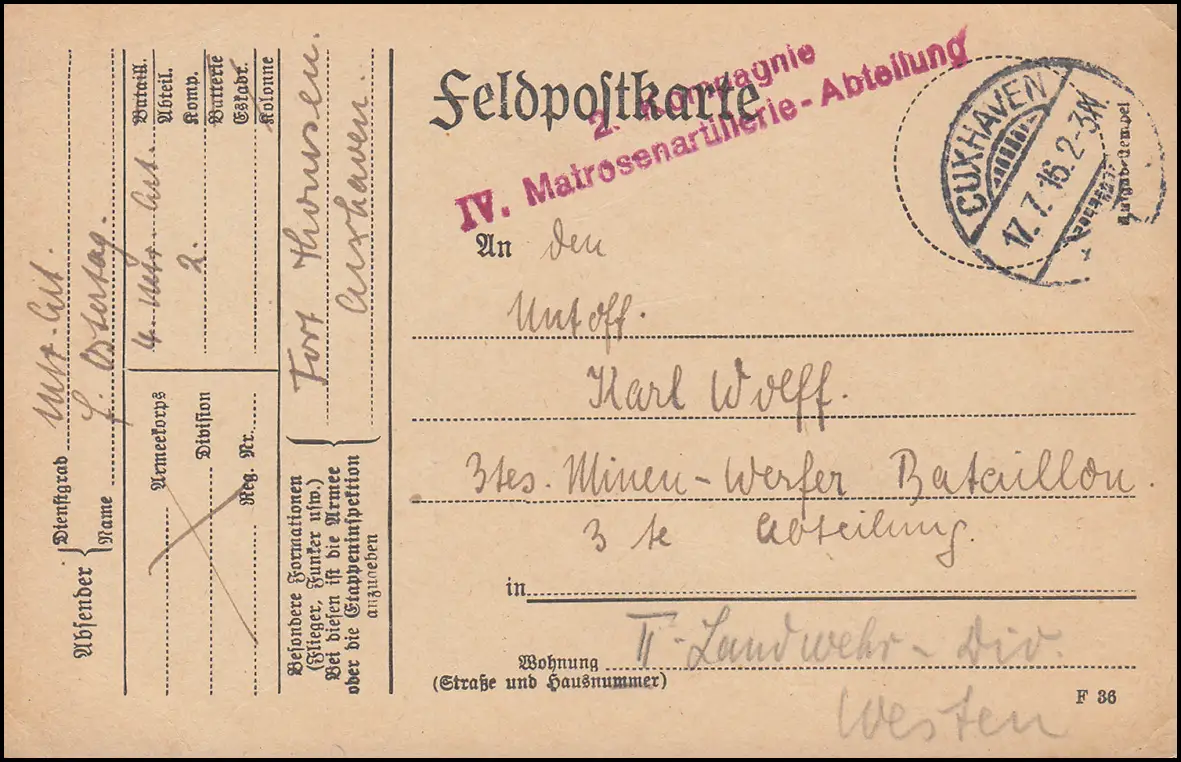 Feldpostkarte
2. Kompagnie
IV. Matrosenartillerie-Abteilung
CUXHAVEN
17.7.16.2-3N.
An den
Untoff.
Karl Wolff.
3tes. Minen-Werfer Bataillon.
3te Abteilung.
in
II. Landwehr-Div.
Wohnung
(Straße und Hausnummer)
Westen
F 36
Absender
Dienstgrad
Name
Ostertag.
Bataill.
Abteil.
Komp.
2.
Batterie
Eskadr.
Kolonne
Armeekorps
Division
Reg. Nr.
Besondere Formationen
(Flieger, Funker usw.)
Bei diesen ist die Armee
oder die Etappeninspektion
anzugeben
Fort Thomsen.
Cuxhaven.